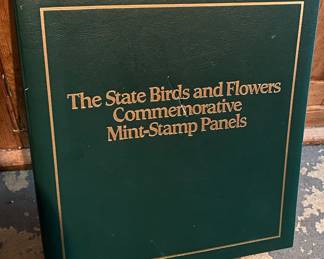 The State Birds and Flowers
Commemorative
Mint-Stamp Panels